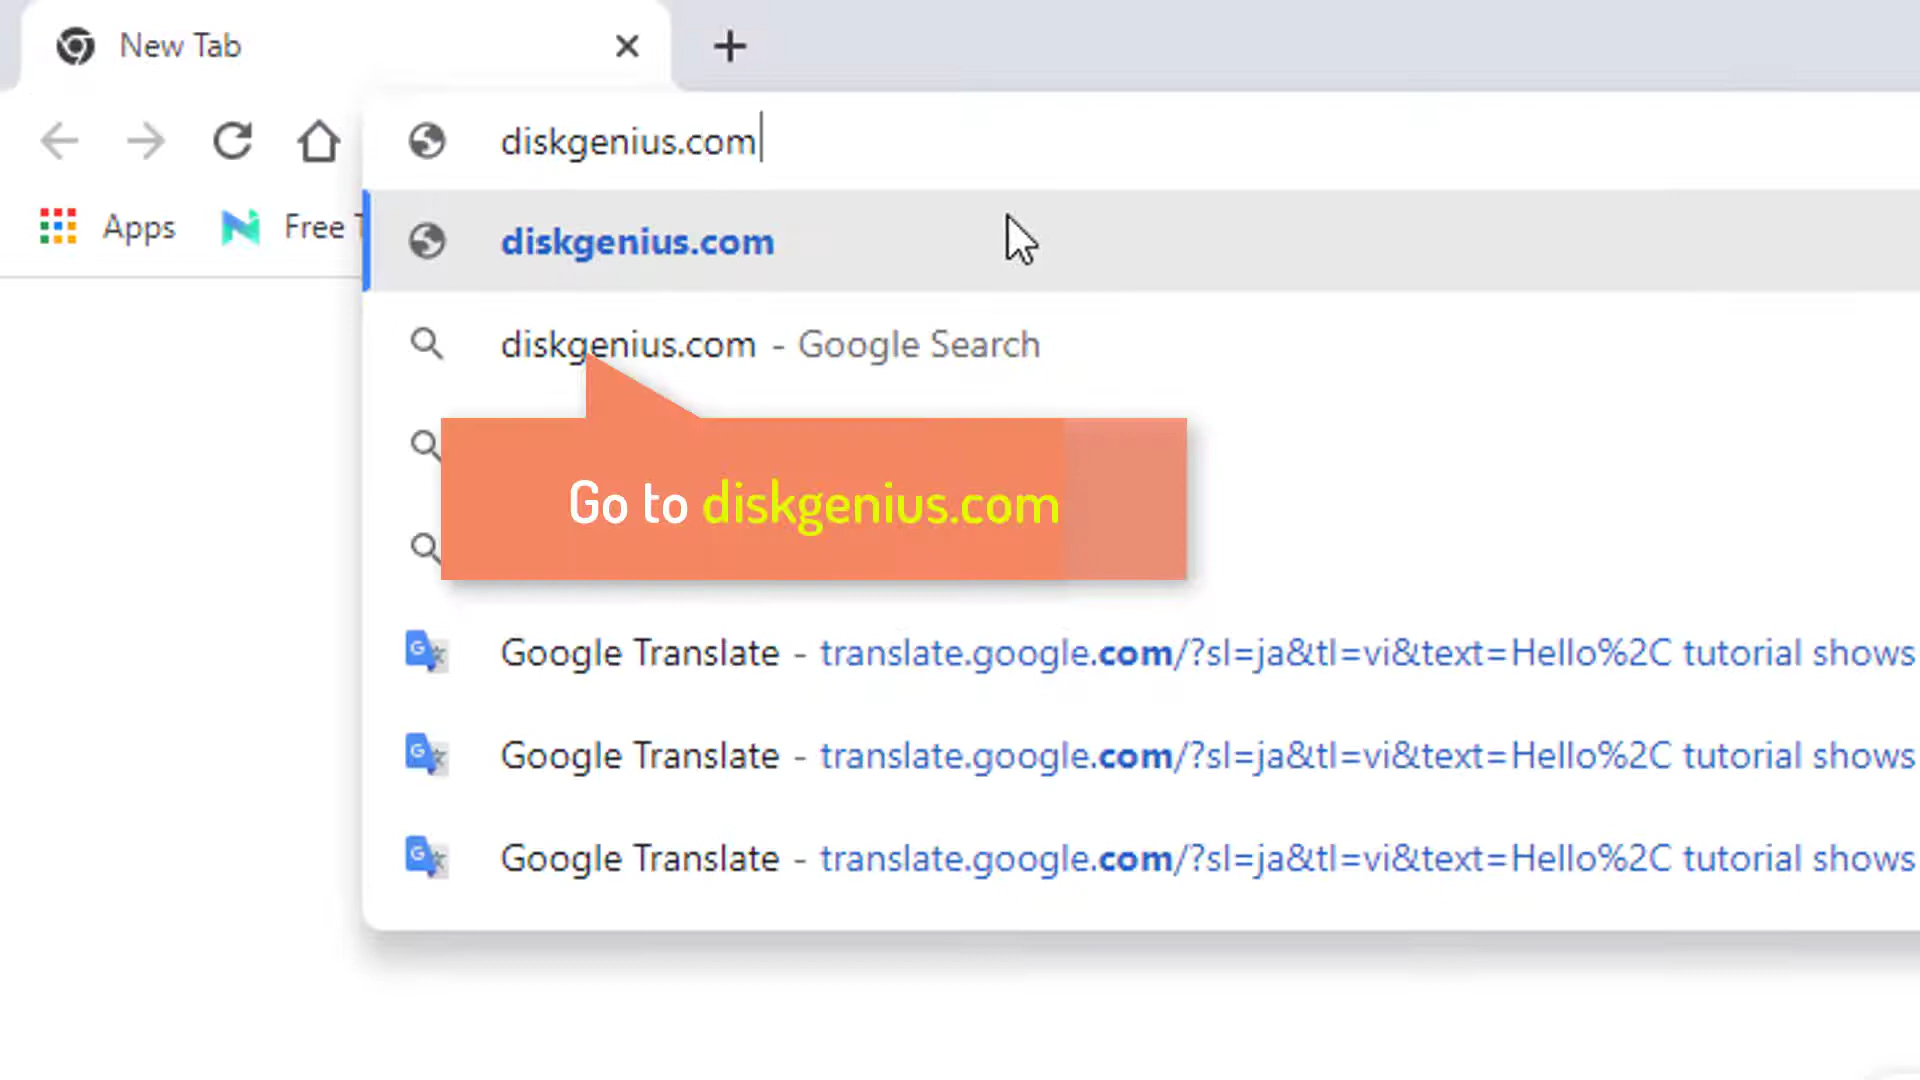 New Tab
diskgenius.com
Apps
Free
diskgenius.com
diskgenius.com - Google Search
Go to diskgenius.com
Google Translate - translate.google.com/?sl=ja&tl=vi&text=Hello%2C tutorial shows
Google Translate - translate.google.com/?sl=ja&tl=vi&text=Hello%2C tutorial shows
Google Translate - translate.google.com/?sl=ja&tl=vi&text=Hello%2C tutorial shows